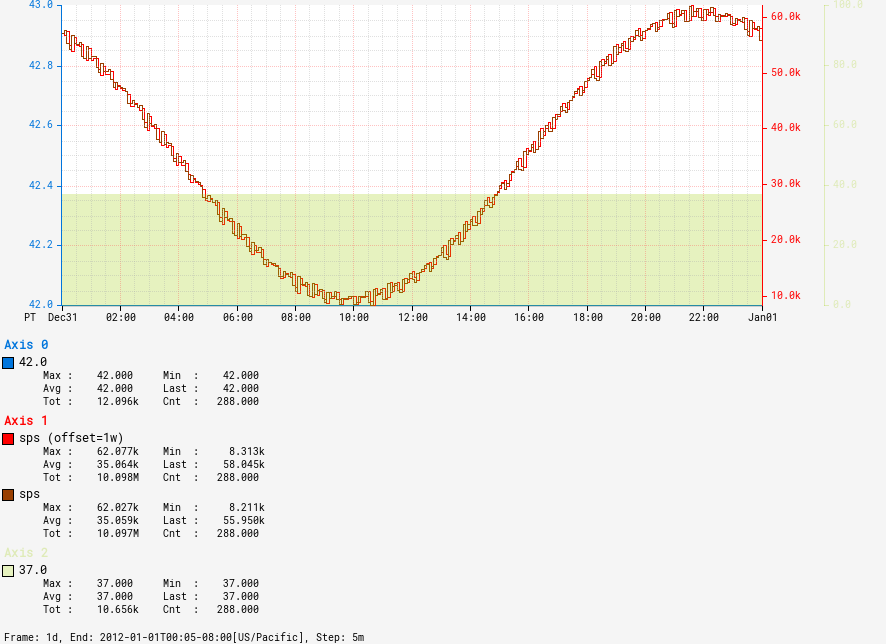 43.0
42.8
42.6
42.4
42.2
42.0
60.0k
50.0k
40.0k
30.0k
20.0k
10.0k
100.0
80.0
60.0
40.0
20.0
0.0
PT Dec31 02:00 04:00 06:00 08:00 10:00 12:00 14:00 16:00 18:00 20:00 22:00 Jan01
Axis 0
42.0
Max : 42.000 Min : 42.000
Avg : 42.000 Last : 42.000
Tot : 12.096k Cnt : 288.000
Axis 1
sps (offset=1w)
Max : 62.077k Min : 8.313k
Avg : 35.064k Last : 58.045k
Tot : 10.098M Cnt : 288.000
sps
Max : 62.027k Min : 8.211k
Avg : 35.059k Last : 55.950k
Tot : 10.097M Cnt : 288.000
Axis 2
37.0
Max : 37.000 Min : 37.000
Avg : 37.000 Last : 37.000
Tot : 10.656k Cnt : 288.000
Frame: 1d, End: 2012-01-01T00:05-08:00[US/Pacific], Step: 5m